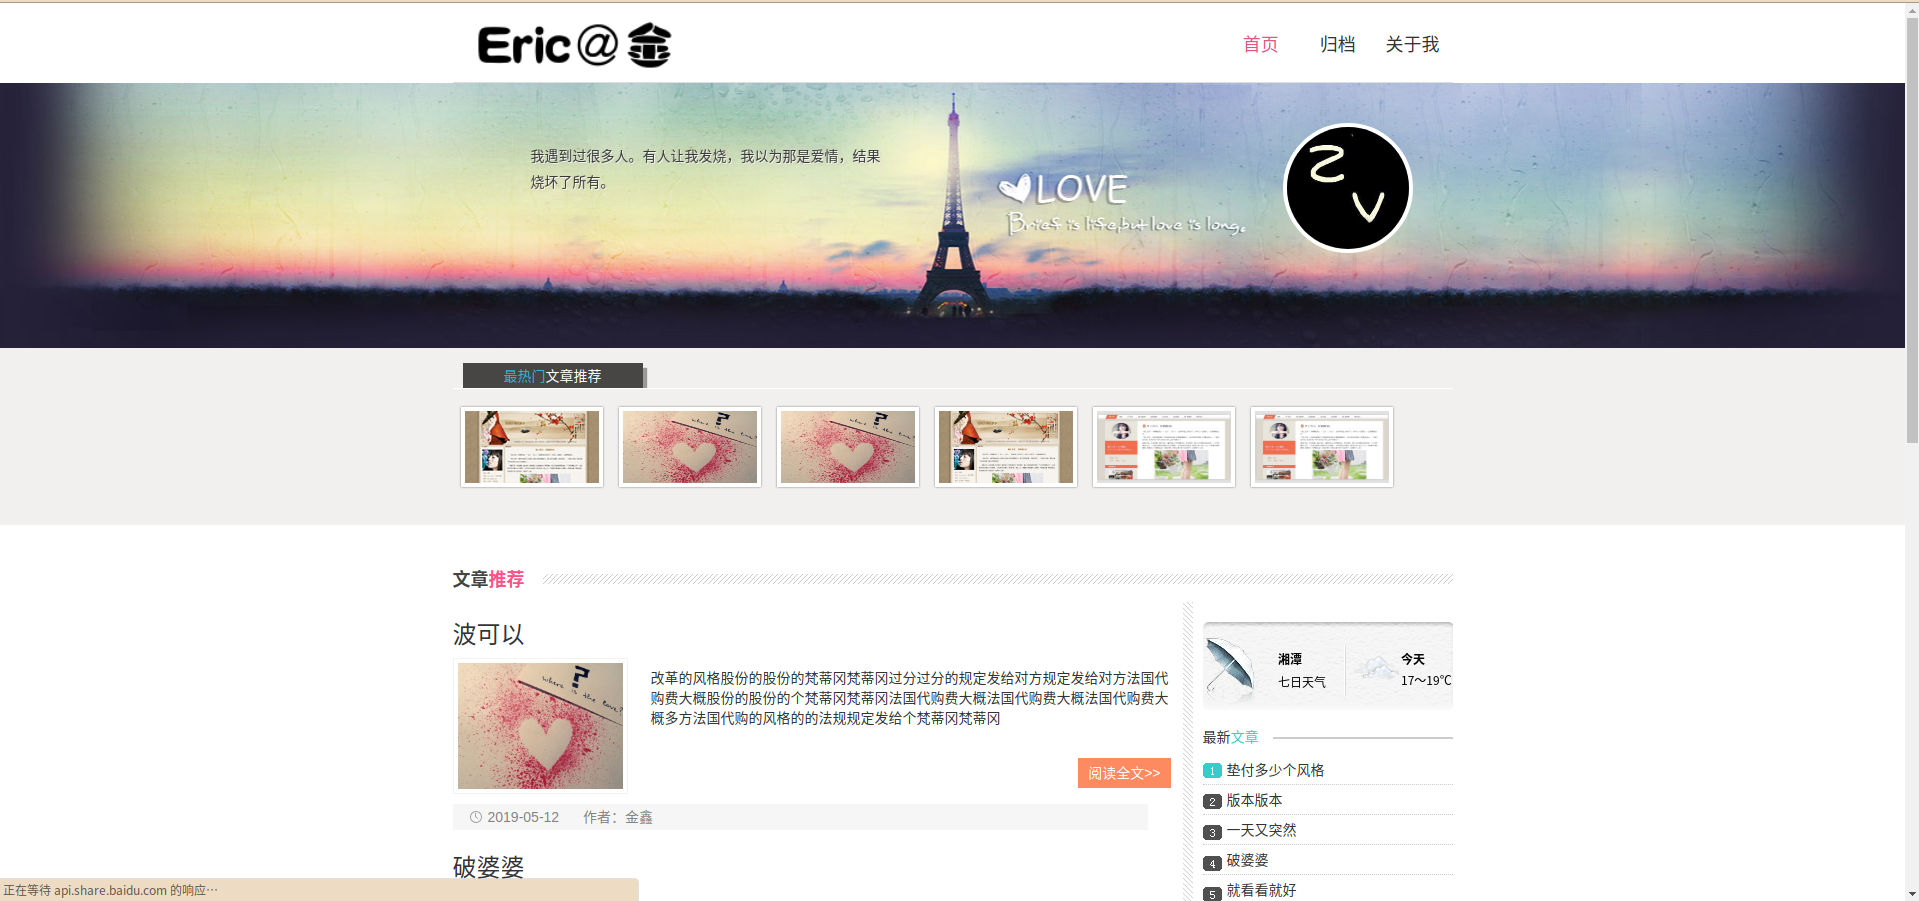 Eric@
首页 归档 关于我
我遇到过很多人。有人让我发烧，我以为那是爱情，结果
烧坏了所有。
LOVE
Brief is life,but love is long。
最热门文章推荐
文章推荐
波可以
改革的风格股份的股份的梵蒂冈梵蒂冈过分过分的规定发给对方规定发给对方法国代
购费大概股份的股份的个梵蒂冈梵蒂冈法国代购费大概法国代购费大概法国代购费大
概多方法国代购的风格的的法规规定发给个梵蒂冈梵蒂冈
阅读全文>>
2019-05-12 作者：金鑫
破婆婆
湘潭
七日天气
今天
17～19℃
最新文章
1 垫付多少个风格
2 版本版本
3 一天又突然
4 破婆婆
5 就看看就好
正在等待 api.share.baidu.com 的响应…